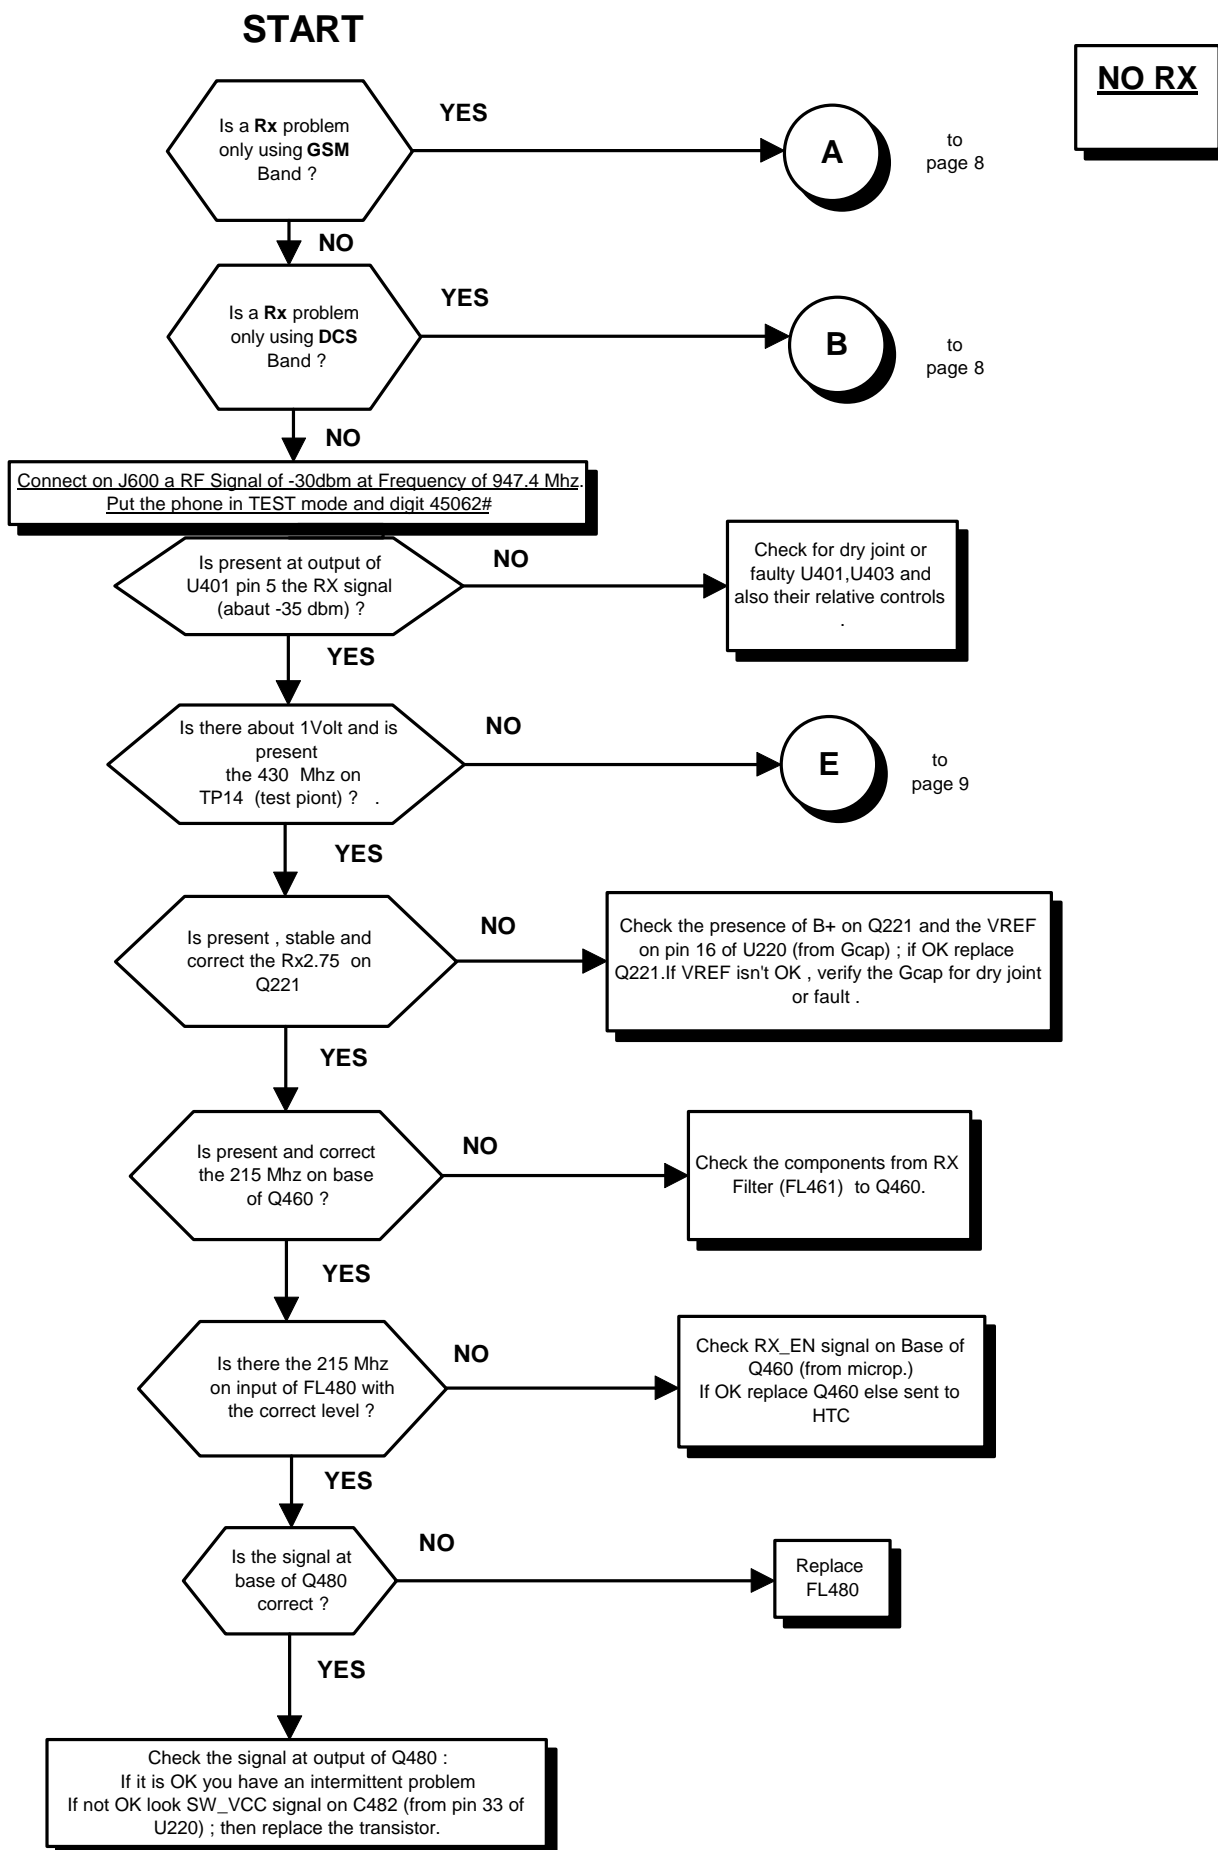 START
NO RX
Is a Rx problem
only using GSM
Band ?
YES
A
to
page 8
NO
Is a Rx problem
only using DCS
Band ?
YES
B
to
page 8
NO
Connect on J600 a RF Signal of -30dbm at Frequency of 947.4 Mhz.
Put the phone in TEST mode and digit 45062#
Is present at output of
U401 pin 5 the RX signal
(abaut -35 dbm) ?
NO
Check for dry joint or
faulty U401,U403 and
also their relative controls
.
YES
Is there about 1Volt and is
present
the 430 Mhz on
TP14 (test piont) ? .
NO
E
to
page 9
YES
Is present , stable and
correct the Rx2.75 on
Q221
NO
Check the presence of B+ on Q221 and the VREF
on pin 16 of U220 (from Gcap) ; if OK replace
Q221.If VREF isn't OK , verify the Gcap for dry joint
or fault .
YES
Is present and correct
the 215 Mhz on base
of Q460 ?
NO
Check the components from RX
Filter (FL461) to Q460.
YES
Is there the 215 Mhz
on input of FL480 with
the correct level ?
NO
Check RX_EN signal on Base of
Q460 (from microp.)
If OK replace Q460 else sent to
HTC
YES
Is the signal at
base of Q480
correct ?
NO
Replace
FL480
YES
Check the signal at output of Q480 :
If it is OK you have an intermittent problem
If not OK look SW_VCC signal on C482 (from pin 33 of
U220) ; then replace the transistor.